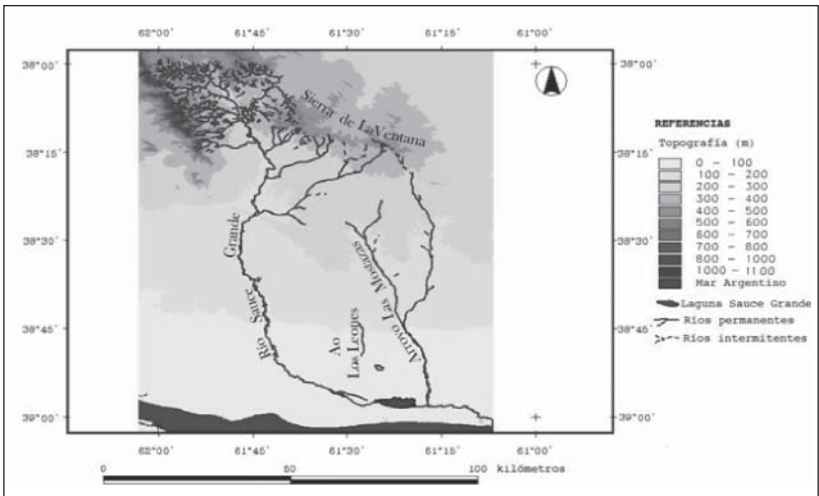 62°00' 61°45' 61°30' 61°15' 61°00'
38°00' 38°00'
Sierra de LaVentana
REFERENCIAS
Topografía (m)
0 - 100
100 - 200
200 - 300
300 - 400
400 - 500
500 - 600
600 - 700
700 - 800
800 - 1000
1000 - 1100
Mar Argentino
Laguna Sauce Grande
Ríos permanentes
Ríos intermitentes
38°15' 38°15'
38°30' 38°30'
Río Sauce Grande
Arroyo Las Mostazas
Ao
Los Leones
38°45' 38°45'
39°00' 39°00'
62°00' 61°45' 61°30' 61°15' 61°00'
0 50 100 kilómetros